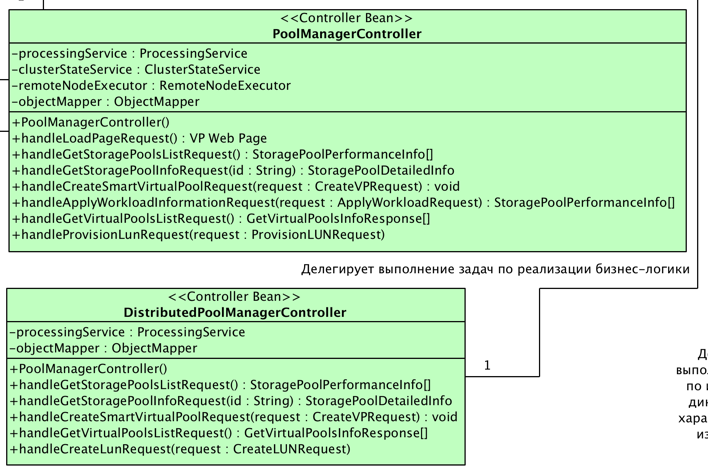 <<Controller Bean>>
PoolManagerController
-processingService : ProcessingService
-clusterStateService : ClusterStateService
-remoteNodeExecutor : RemoteNodeExecutor
-objectMapper : ObjectMapper
+PoolManagerController()
+handleLoadPageRequest() : VP Web Page
+handleGetStoragePoolsListRequest() : StoragePoolPerformanceInfo[]
+handleGetStoragePoolInfoRequest(id : String) : StoragePoolDetailedInfo
+handleCreateSmartVirtualPoolRequest(request : CreateVPRequest) : void
+handleApplyWorkloadInformationRequest(request : ApplyWorkloadRequest) : StoragePoolPerformanceInfo[]
+handleGetVirtualPoolsListRequest() : GetVirtualPoolsInfoResponse[]
+handleProvisionLunRequest(request : ProvisionLUNRequest)
Делегирует выполнение задач по реализации бизнес-логики
<<Controller Bean>>
DistributedPoolManagerController
-processingService : ProcessingService
-objectMapper : ObjectMapper
+PoolManagerController()
+handleGetStoragePoolsListRequest() : StoragePoolPerformanceInfo[]
+handleGetStoragePoolInfoRequest(id : String) : StoragePoolDetailedInfo
+handleCreateSmartVirtualPoolRequest(request : CreateVPRequest) : void
+handleGetVirtualPoolsListRequest() : GetVirtualPoolsInfoResponse[]
+handleCreateLunRequest(request : CreateLUNRequest)
1